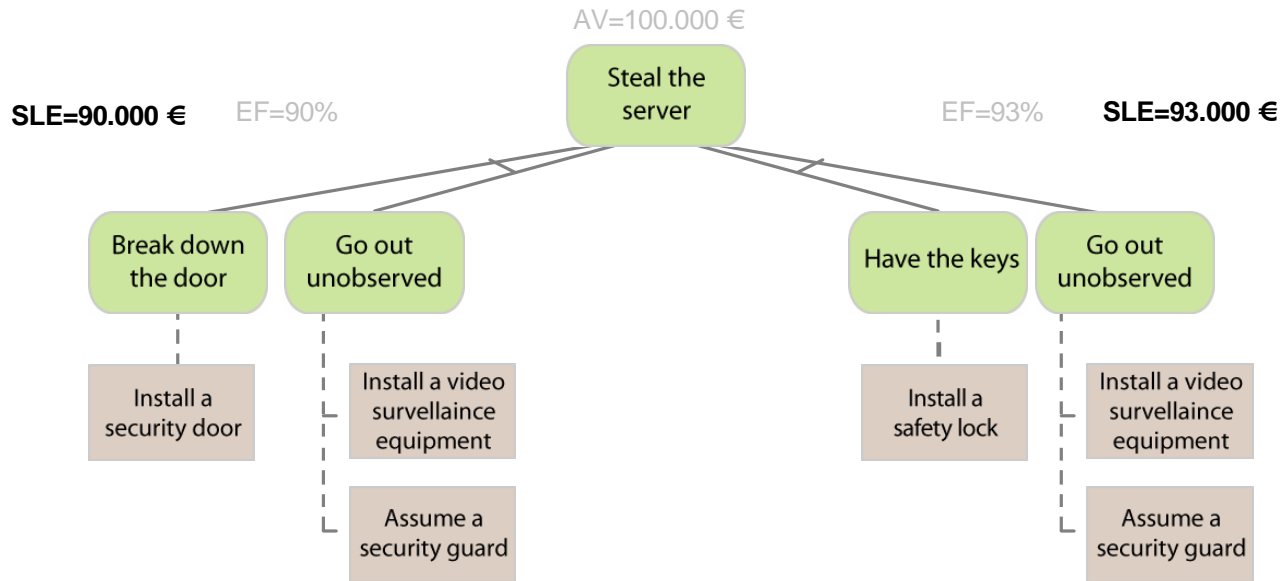 AV=100.000 €
Steal the
server
SLE=90.000 €
EF=90%
EF=93%
SLE=93.000 €
Break down
the door
Go out
unobserved
Have the keys
Go out
unobserved
Install a
security door
Install a video
survellaince
equipment
Install a
safety lock
Install a video
survellaince
equipment
Assume a
security guard
Assume a
security guard